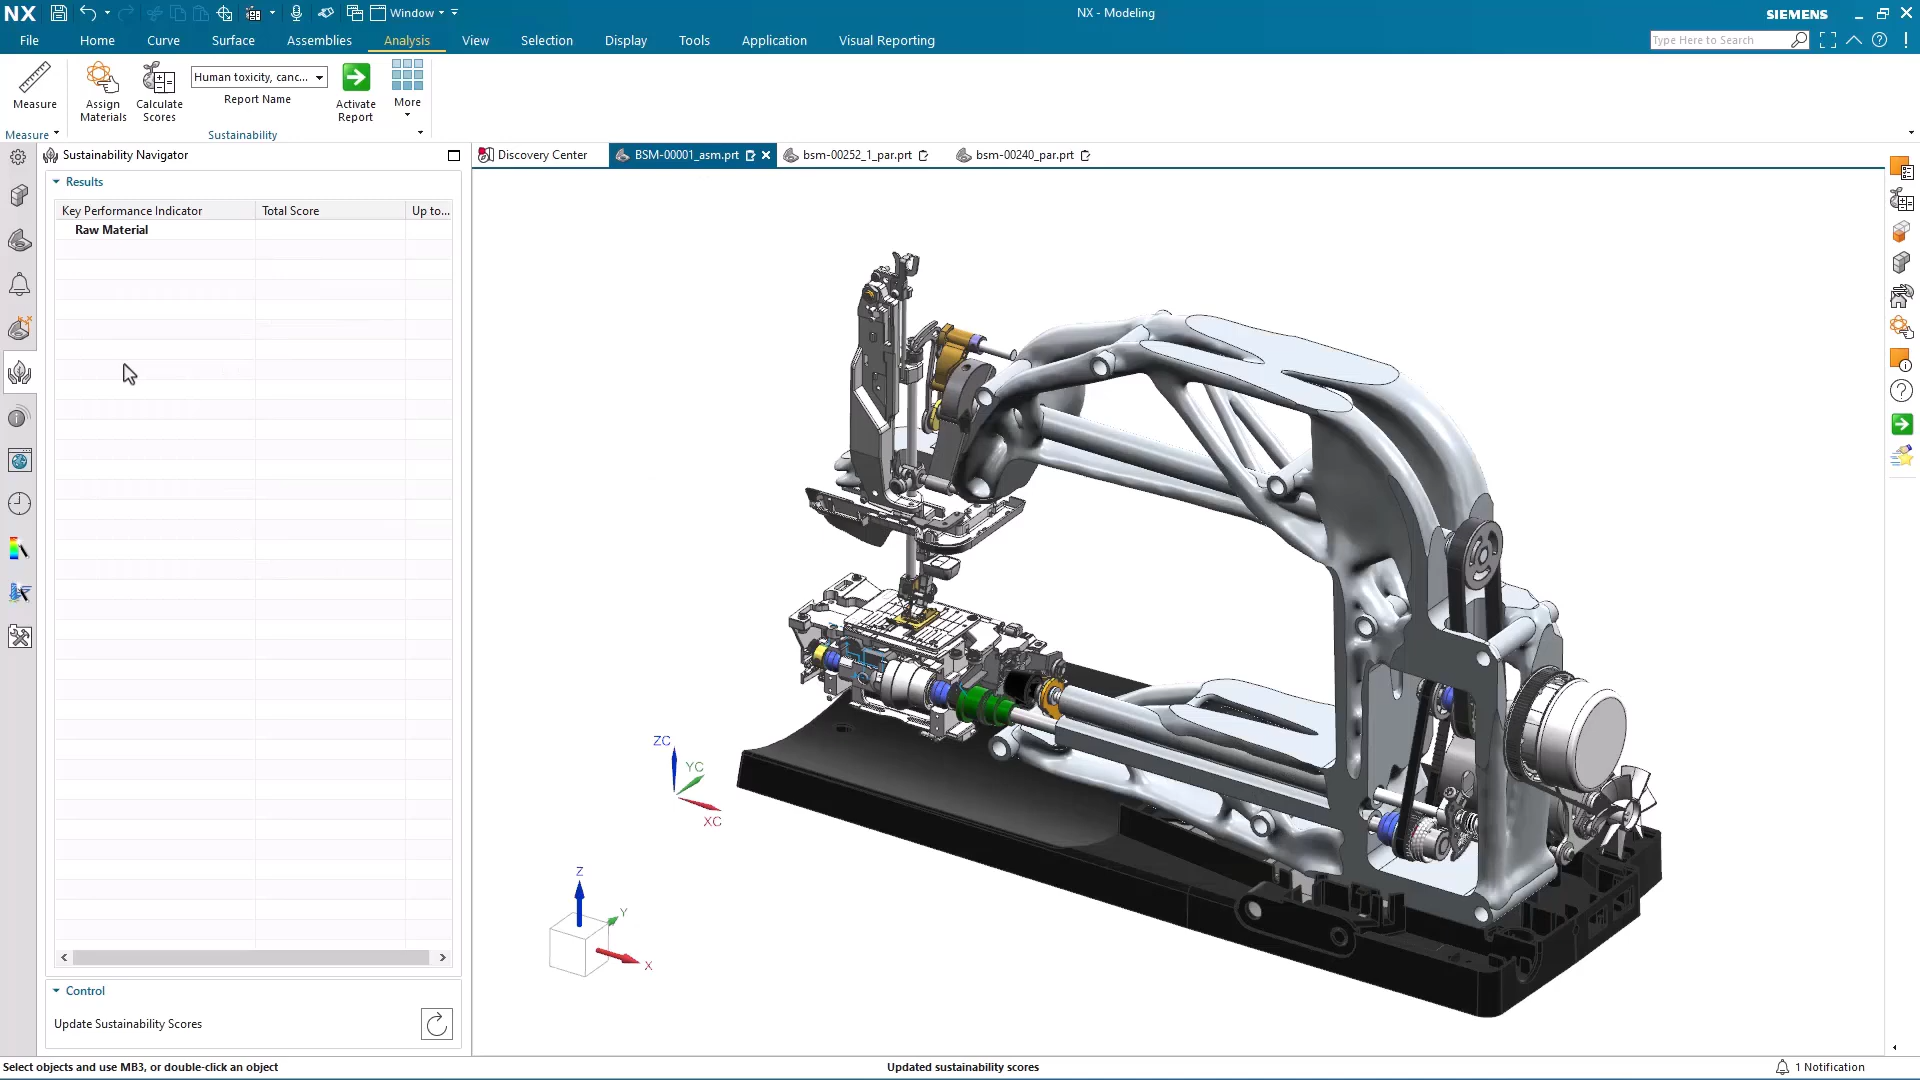 NX
Window
NX - Modeling
SIEMENS
File
Home
Curve
Surface
Assemblies
Analysis
View
Selection
Display
Tools
Application
Visual Reporting
Type Here to Search
Measure
Assign
Materials
Calculate
Scores
Human toxicity, canc...
Report Name
Activate
Report
More
Measure
Sustainability
Sustainability Navigator
Discovery Center
BSM-00001_asm.prt
bsm-00252_1_par.prt
bsm-00240_par.prt
Results
Key Performance Indicator
Total Score
Up to...
Raw Material
ZC
YC
XC
Z
Y
X
Control
Update Sustainability Scores
Select objects and use MB3, or double-click an object
Updated sustainability scores
1 Notification